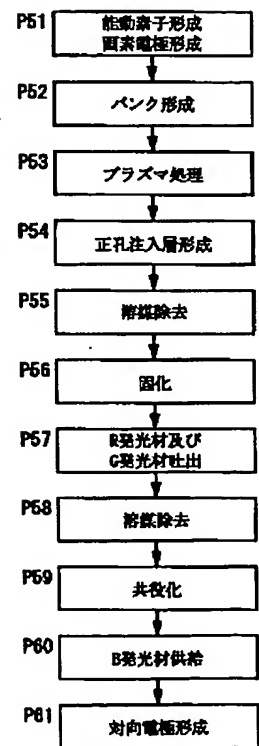 P51 能動素子形成
画素電極形成
P52 バンク形成
P53 プラズマ処理
P54 正孔注入層形成
P55 溶媒除去
P56 固化
P57 R発光材及び
G発光材吐出
P58 溶媒除去
P59 共役化
P60 B発光材供給
P61 対向電極形成